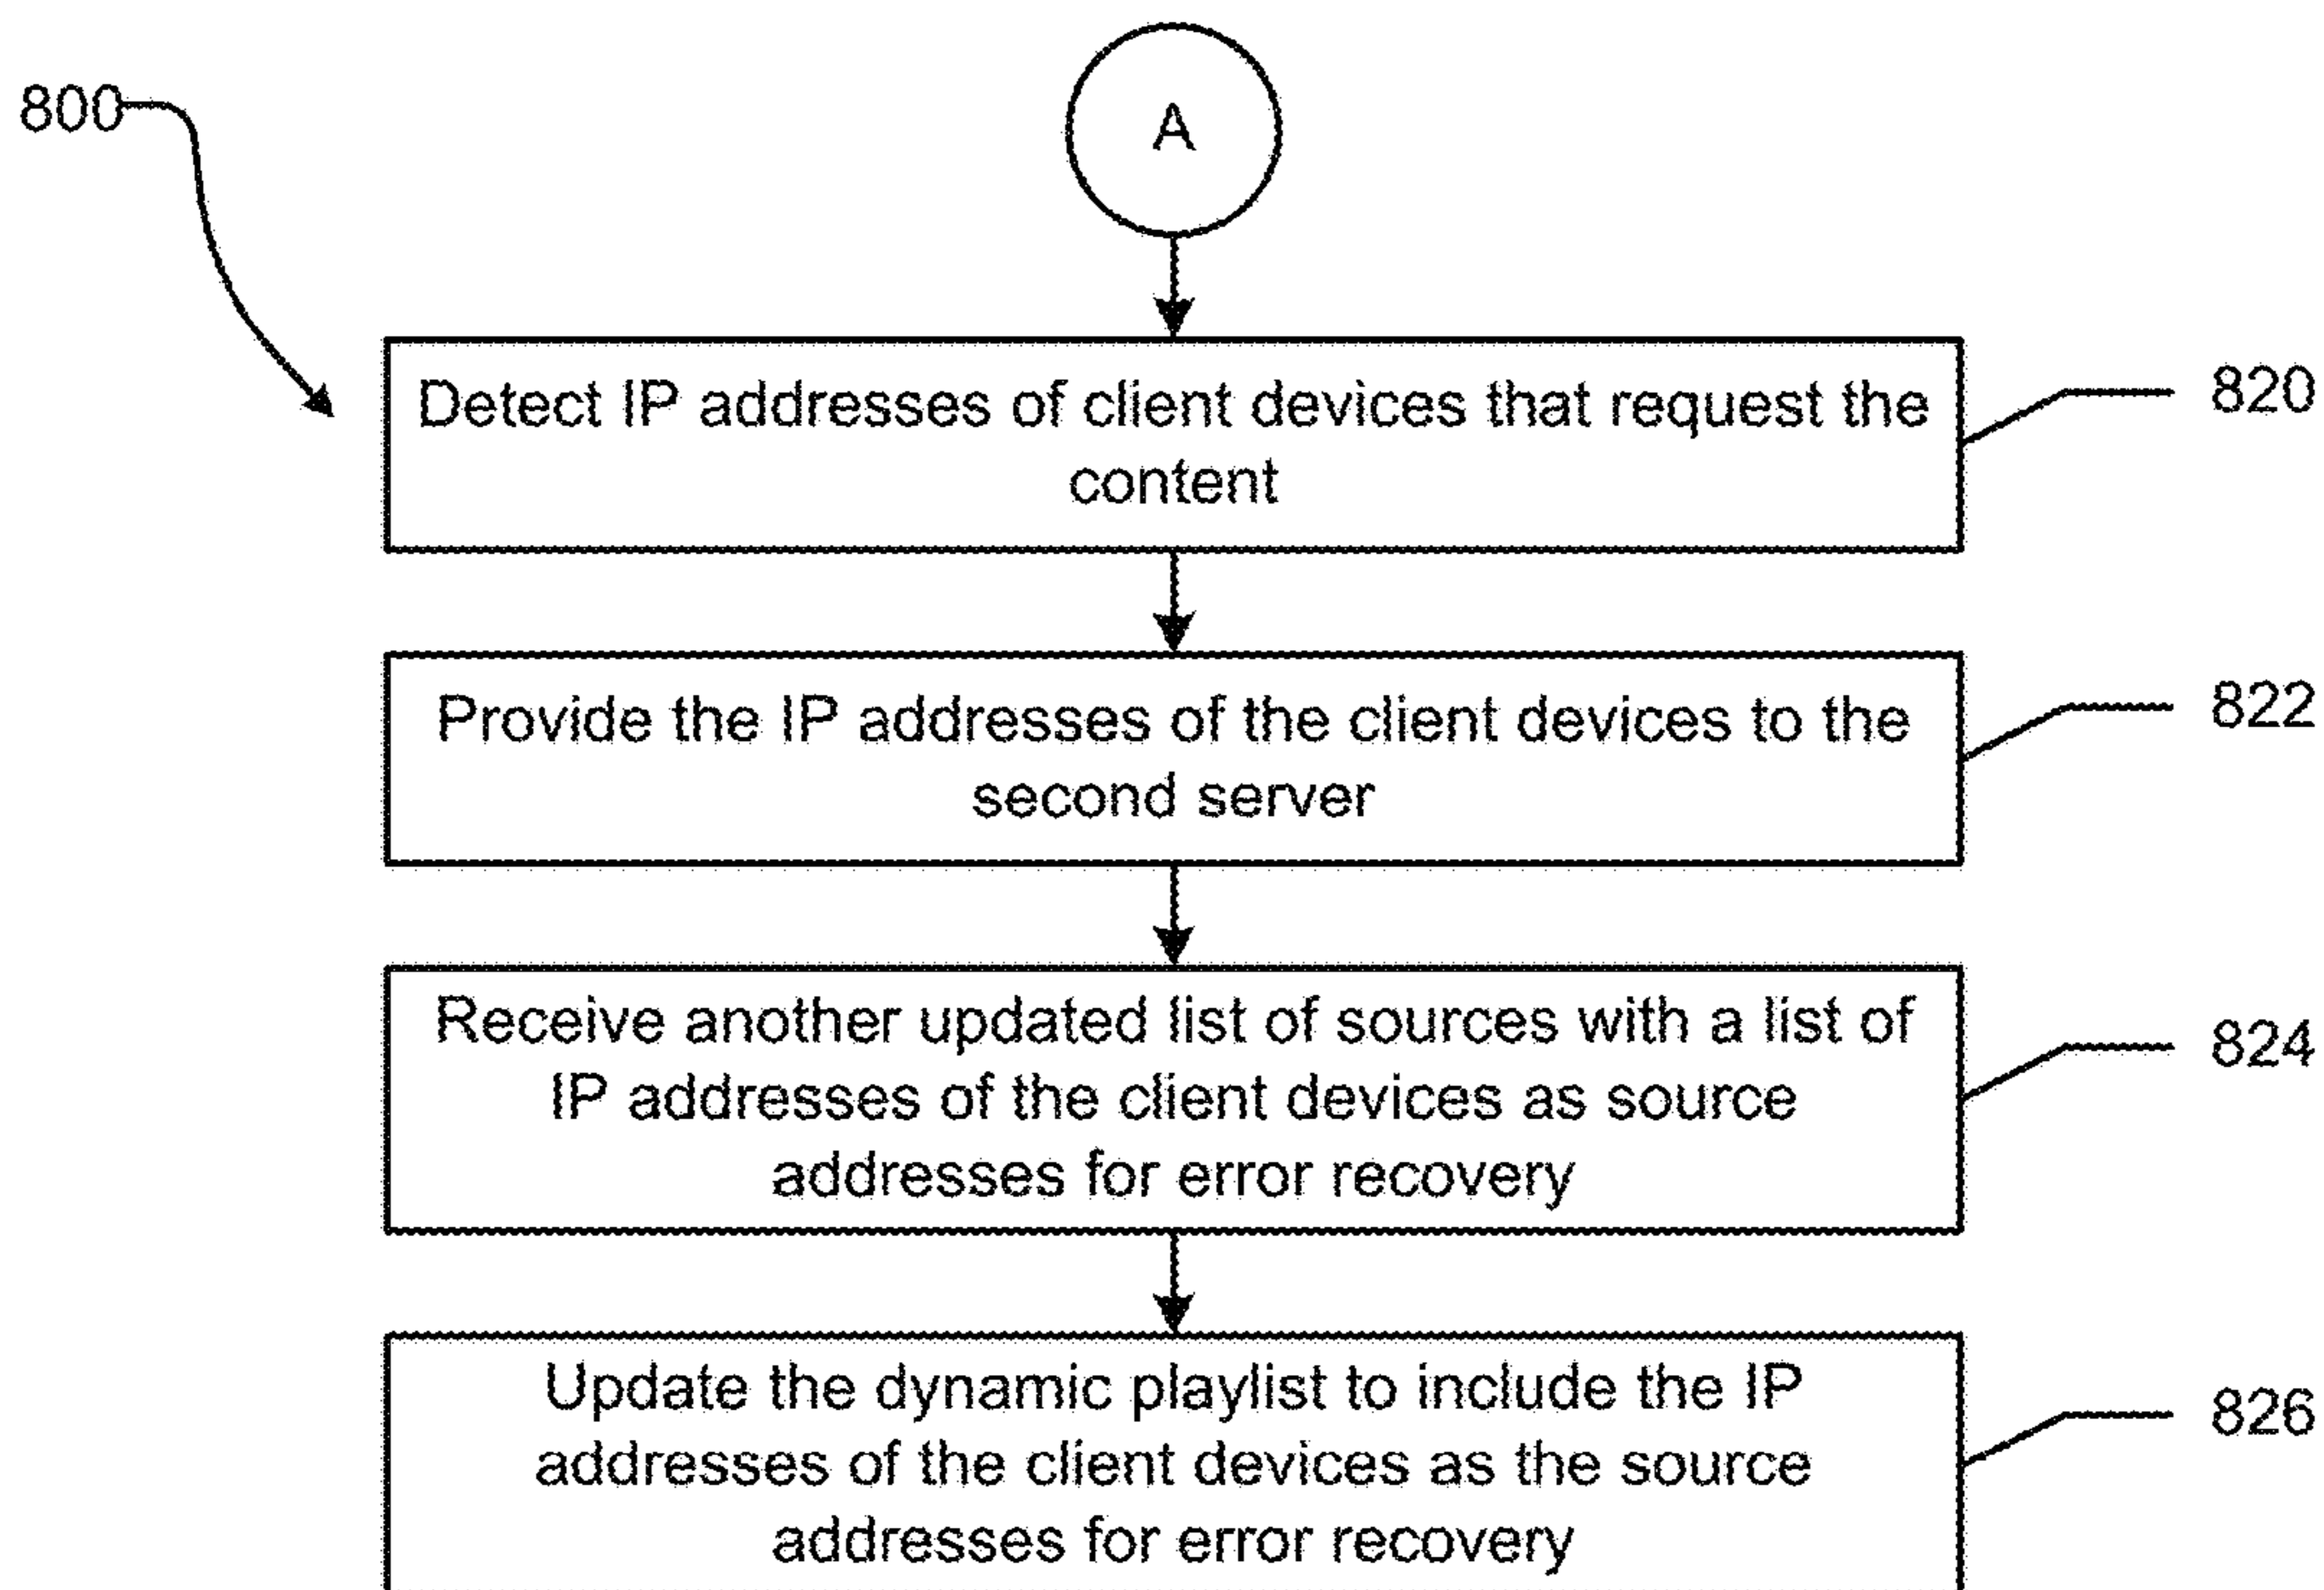 800
A
Detect IP addresses of client devices that request the
content
820
Provide the IP addresses of the client devices to the
second server
822
Receive another updated list of sources with a list of
IP addresses of the client devices as source
addresses for error recovery
824
Update the dynamic playlist to include the IP
addresses of the client devices as the source
addresses for error recovery
826